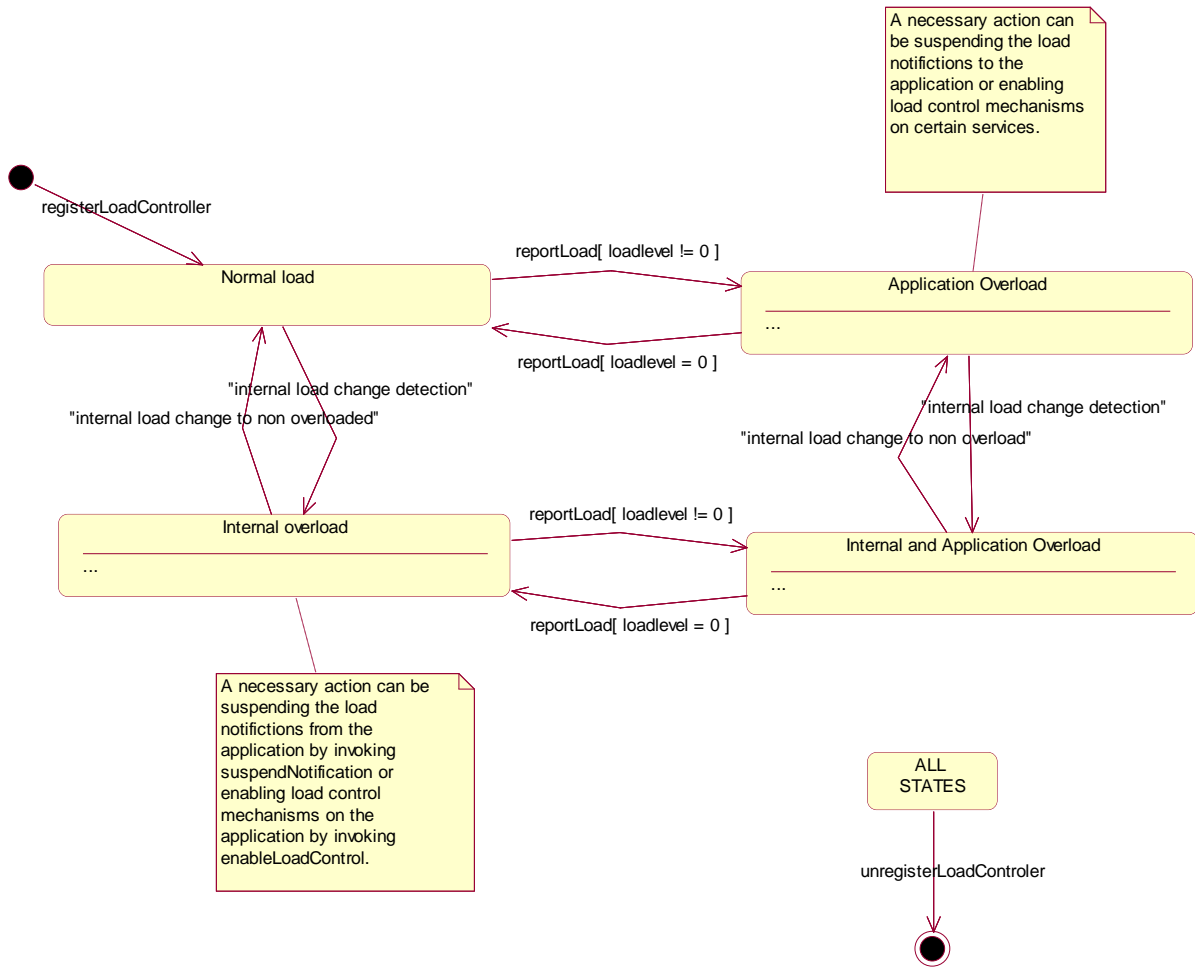 A necessary action can
be suspending the load
notifictions to the
application or enabling
load control mechanisms
on certain services.
registerLoadController
reportLoad[ loadlevel != 0 ]
Normal load
Application Overload
...
reportLoad[ loadlevel = 0 ]
"internal load change detection"
"internal load change to non overloaded"
"internal load change detection"
"internal load change to non overload"
reportLoad[ loadlevel != 0 ]
Internal overload
...
Internal and Application Overload
...
reportLoad[ loadlevel = 0 ]
A necessary action can be
suspending the load
notifictions from the
application by invoking
suspendNotification or
enabling load control
mechanisms on the
application by invoking
enableLoadControl.
ALL
STATES
unregisterLoadControler